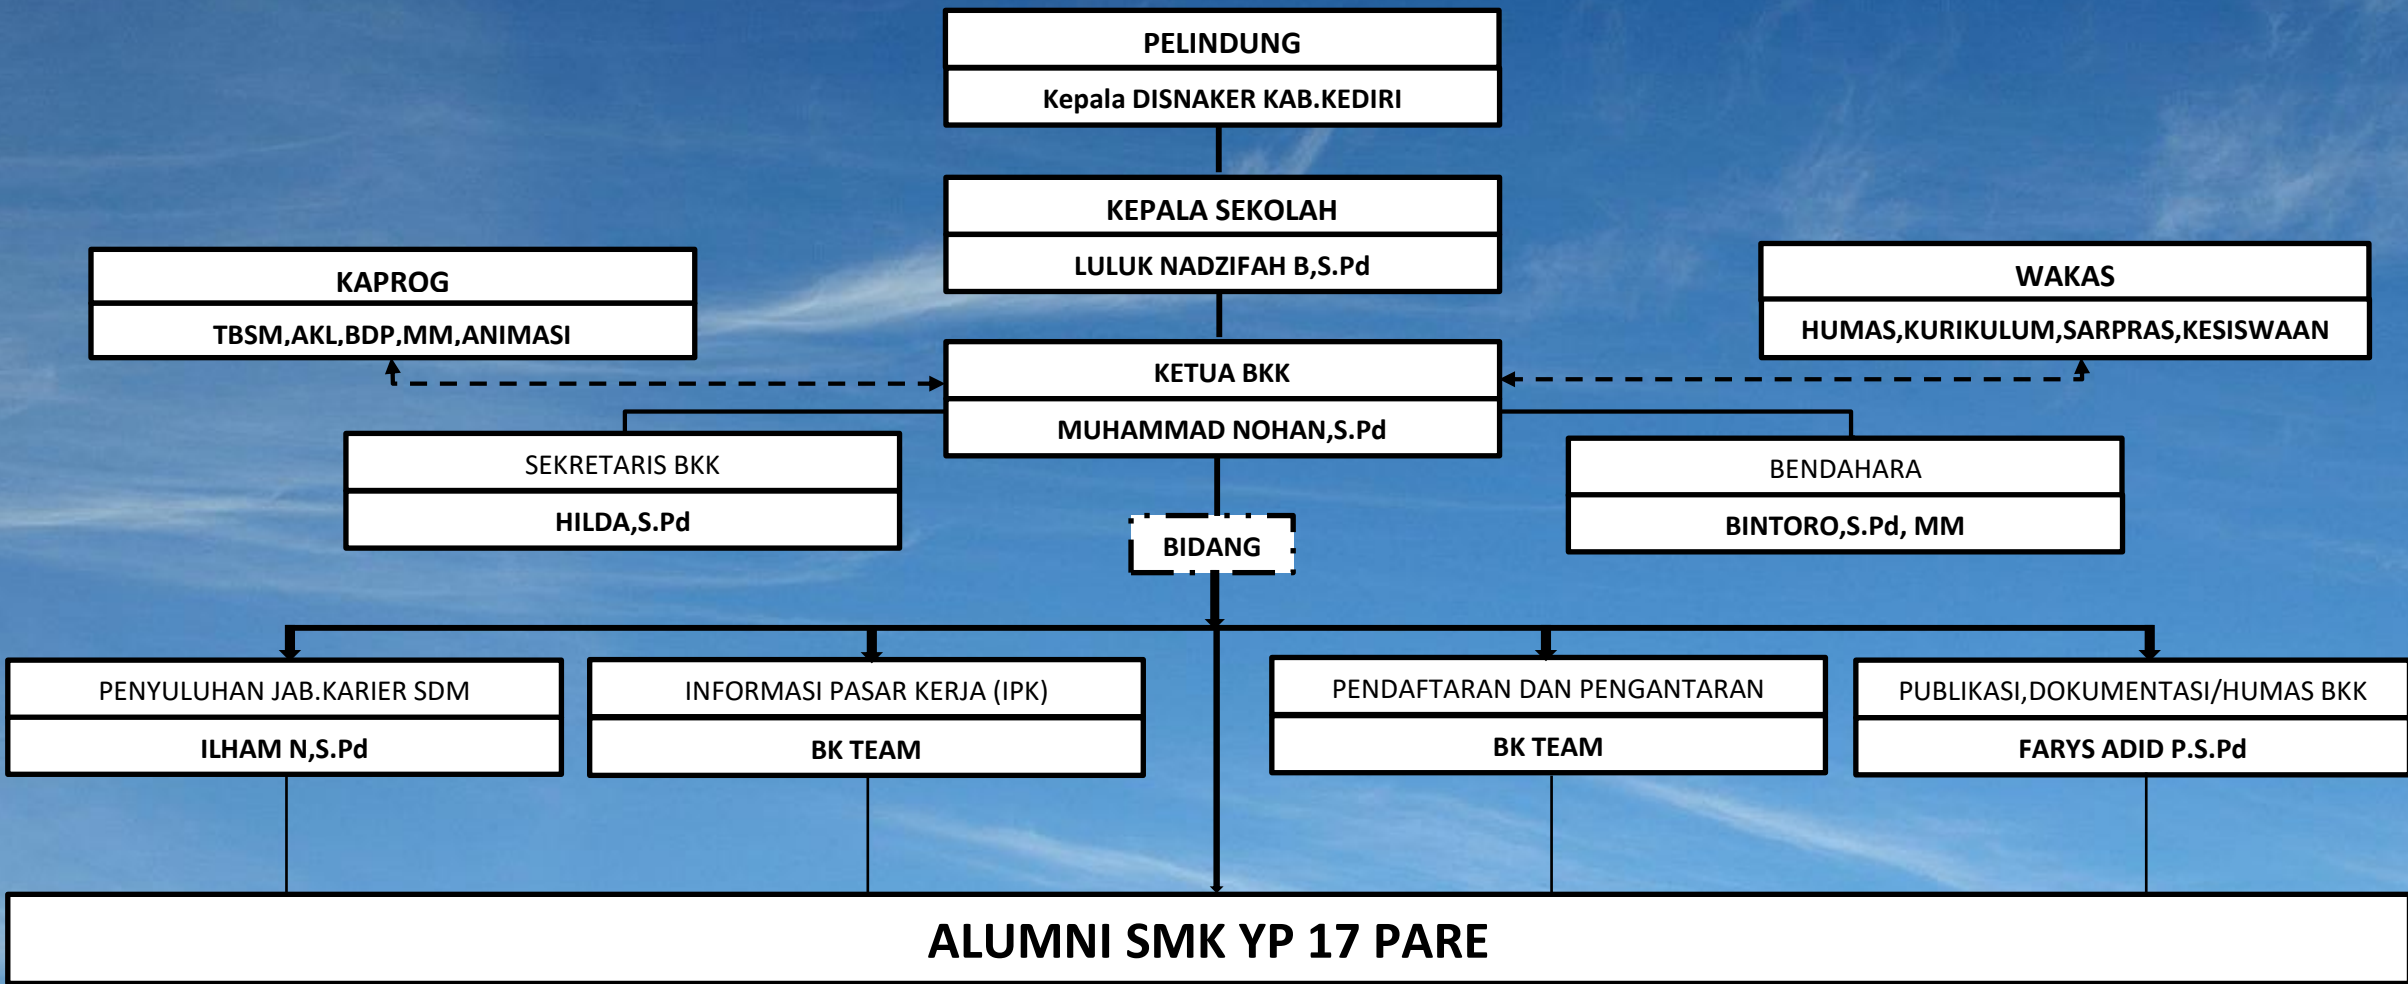 PELINDUNG
Kepala DISNAKER KAB.KEDIRI
KEPALA SEKOLAH
LULUK NADZIFAH B,S.Pd
KAPROG
TBSM,AKL,BDP,MM,ANIMASI
WAKAS
HUMAS,KURIKULUM,SARPRAS,KESISWAAN
KETUA BKK
MUHAMMAD NOHAN,S.Pd
SEKRETARIS BKK
HILDA,S.Pd
BENDAHARA
BINTORO,S.Pd, MM
BIDANG
PENYULUHAN JAB.KARIER SDM
ILHAM N,S.Pd
INFORMASI PASAR KERJA (IPK)
BK TEAM
PENDAFTARAN DAN PENGANTARAN
BK TEAM
PUBLIKASI,DOKUMENTASI/HUMAS BKK
FARYS ADID P.S.Pd
ALUMNI SMK YP 17 PARE